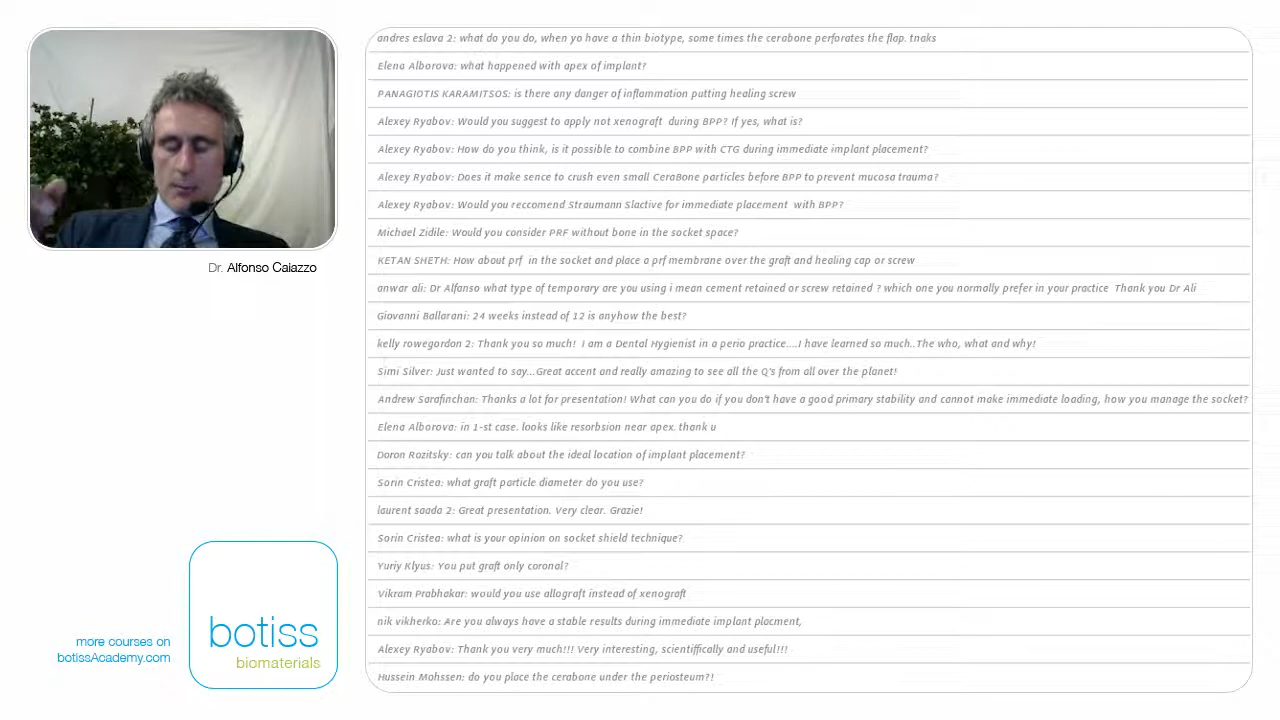 andres eslava 2: what do you do, when yo have a thin biotype, some times the cerabone perforates the flap. tnaks
Elena Alborova: what happened with apex of implant?
PANAGIOTIS KARAMITSOS: is there any danger of inflammation putting healing screw
Alexey Ryabov: Would you suggest to apply not xenograft during BPP? If yes, what is?
Alexey Ryabov: How do you think, is it possible to combine BPP with CTG during immediate implant placement?
Alexey Ryabov: Does it make sence to crush even small CeraBone particles before BPP to prevent mucosa trauma?
Alexey Ryabov: Would you reccomend Straumann Slactive for immediate placement with BPP?
Michael Zidile: Would you consider PRF without bone in the socket space?
KETAN SHETH: How about prf in the socket and place a prf membrane over the graft and healing cap or screw
anwar ali: Dr Alfanso what type of temporary are you using i mean cement retained or screw retained ? which one you normally prefer in your practice Thank you Dr Ali
Giovanni Ballarani: 24 weeks instead of 12 is anyhow the best?
kelly rowegordon 2: Thank you so much! I am a Dental Hygienist in a perio practice....I have learned so much..The who, what and why!
Simi Silver: Just wanted to say...Great accent and really amazing to see all the Q's from all over the planet!
Andrew Sarafinchan: Thanks a lot for presentation! What can you do if you don't have a good primary stability and cannot make immediate loading, how you manage the socket?
Elena Alborova: in 1-st case. looks like resorbsion near apex. thank u
Doron Rozitsky: can you talk about the ideal location of implant placement?
Sorin Cristea: what graft particle diameter do you use?
laurent saada 2: Great presentation. Very clear. Grazie!
Sorin Cristea: what is your opinion on socket shield technique?
Yuriy Klyus: You put graft only coronal?
Vikram Prabhakar: would you use allograft instead of xenograft
nik vikherko: Are you always have a stable results during immediate implant placment,
Alexey Ryabov: Thank you very much!!! Very interesting, scientiffically and useful!!!
Hussein Mohssen: do you place the cerabone under the periosteum?!
Dr. Alfonso Caiazzo
botiss
biomaterials
more courses on
botissAcademy.com